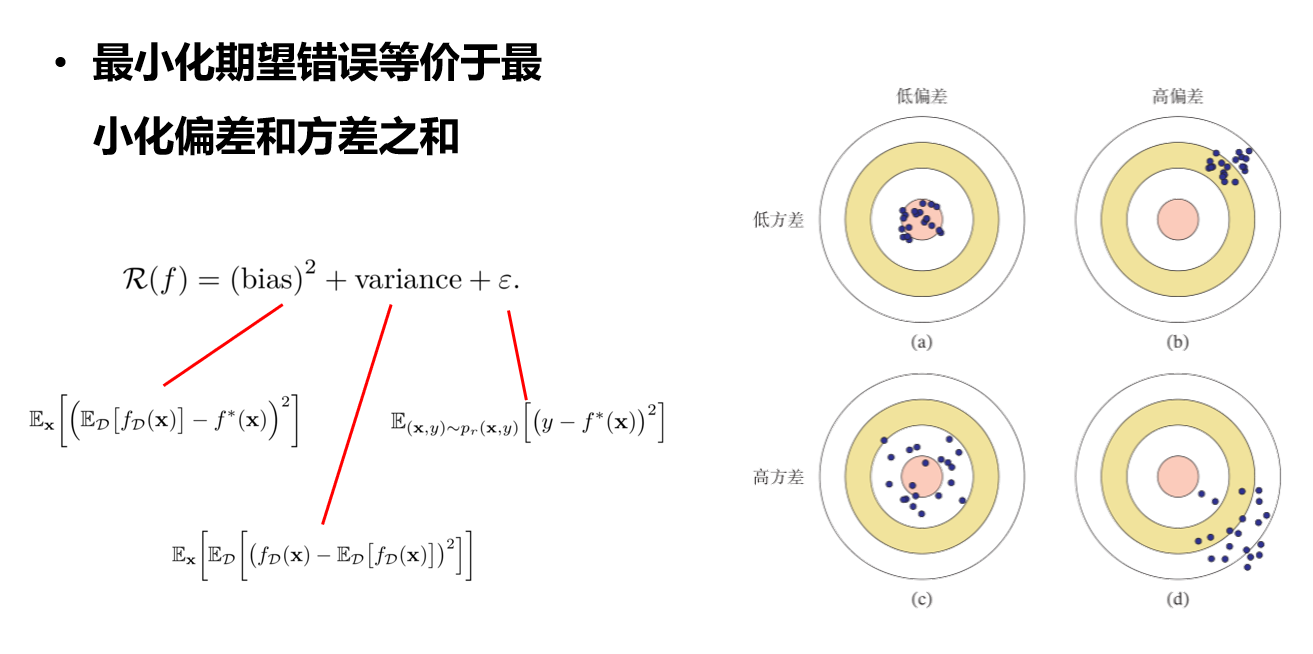 • 最小化期望错误等价于最
小化偏差和方差之和
$\mathcal{R}(f) = (\text{bias})^2 + \text{variance} + \varepsilon.$
$\mathbb{E}_{\mathbf{x}}\left[\left(\mathbb{E}_{\mathcal{D}}\left[f_{\mathcal{D}}(\mathbf{x})\right] - f^*(\mathbf{x})\right)^2\right]$
$\mathbb{E}_{(\mathbf{x},y)\sim p_r(\mathbf{x},y)}\left[\left(y - f^*(\mathbf{x})\right)^2\right]$
$\mathbb{E}_{\mathbf{x}}\left[\mathbb{E}_{\mathcal{D}}\left[\left(f_{\mathcal{D}}(\mathbf{x}) - \mathbb{E}_{\mathcal{D}}\left[f_{\mathcal{D}}(\mathbf{x})\right]\right)^2\right]\right]$
低偏差 高偏差
低方差
(a) (b)
高方差
(c) (d)